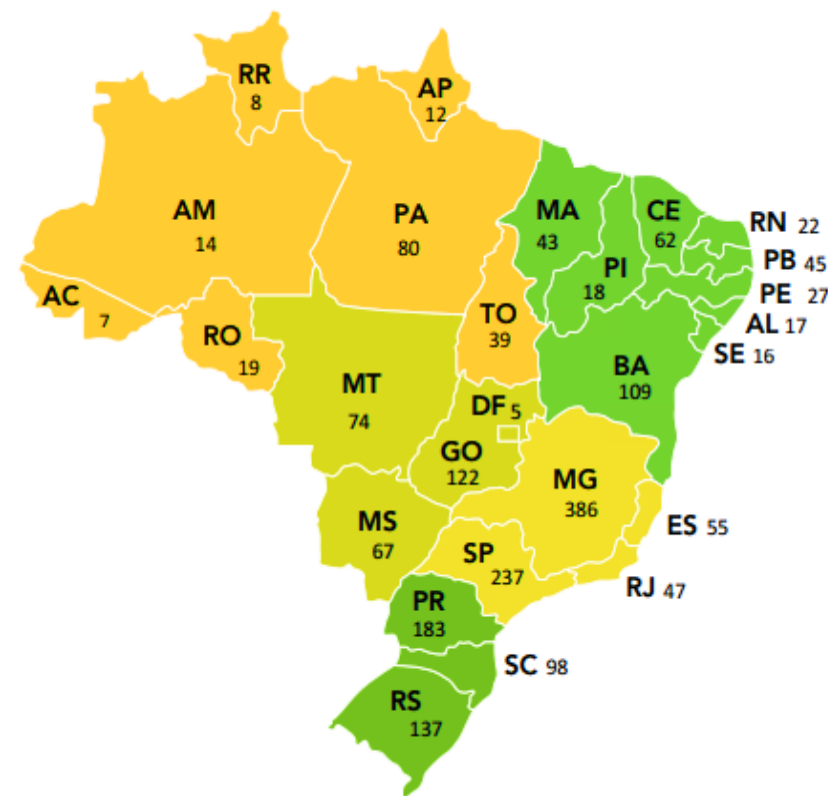 RR
8
AP
12
AM
14
PA
80
MA
43
CE
62
RN 22
PI
18
PB 45
PE 27
AC
7
TO
39
AL 17
RO
19
SE 16
BA
109
MT
74
DF 5
GO
122
MG
386
ES 55
MS
67
SP
237
RJ 47
PR
183
SC 98
RS
137